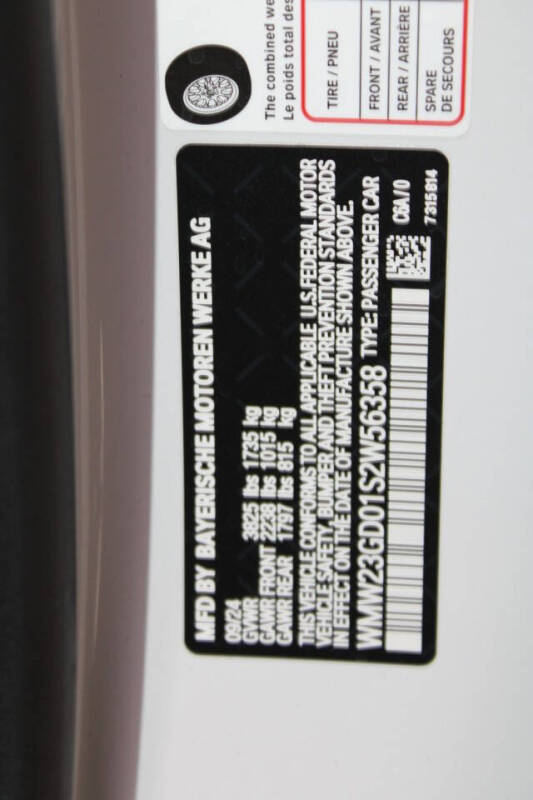 The combined we
Le poids total des
TIRE / PNEU
FRONT / AVANT
REAR / ARRIÈRE
SPARE
DE SECOURS
MFD BY BAYERISCHE MOTOREN WERKE AG
09/24
GVWR 3825 lbs 1735 kg
GAWR FRONT 2238 lbs 1015 kg
GAWR REAR 1797 lbs 815 kg
THIS VEHICLE CONFORMS TO ALL APPLICABLE U.S.FEDERAL MOTOR
VEHICLE SAFETY, BUMPER AND THEFT PREVENTION STANDARDS
IN EFFECT ON THE DATE OF MANUFACTURE SHOWN ABOVE.
WMW23GD01S2W56358 TYPE: PASSENGER CAR
C6A/0
7315814